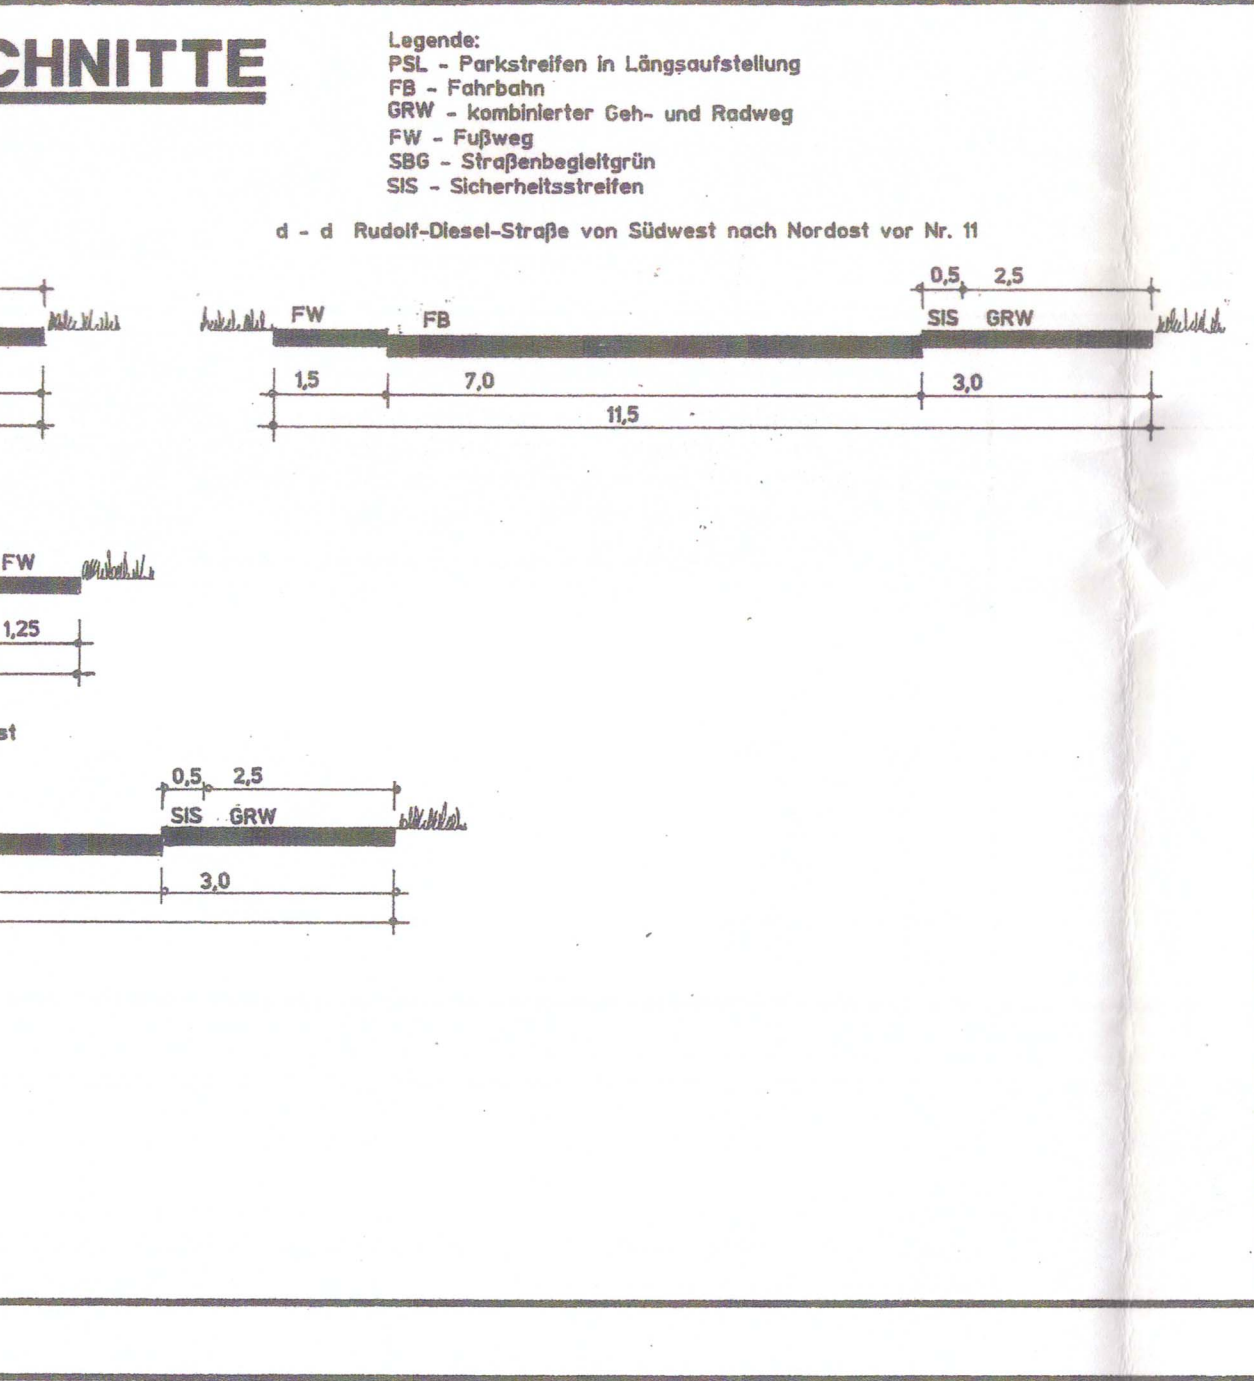 CHNITTE
Legende:
PSL - Parkstreifen in Längsaufstellung
FB - Fahrbahn
GRW - kombinierter Geh- und Radweg
FW - Fußweg
SBG - Straßenbegleitgrün
SIS - Sicherheitsstreifen
d - d Rudolf-Diesel-Straße von Südwest nach Nordost vor Nr. 11
0,5 2,5
FW FB SIS GRW
1,5 7,0 3,0
11,5
FW
1,25
st
0,5 2,5
SIS GRW
3,0